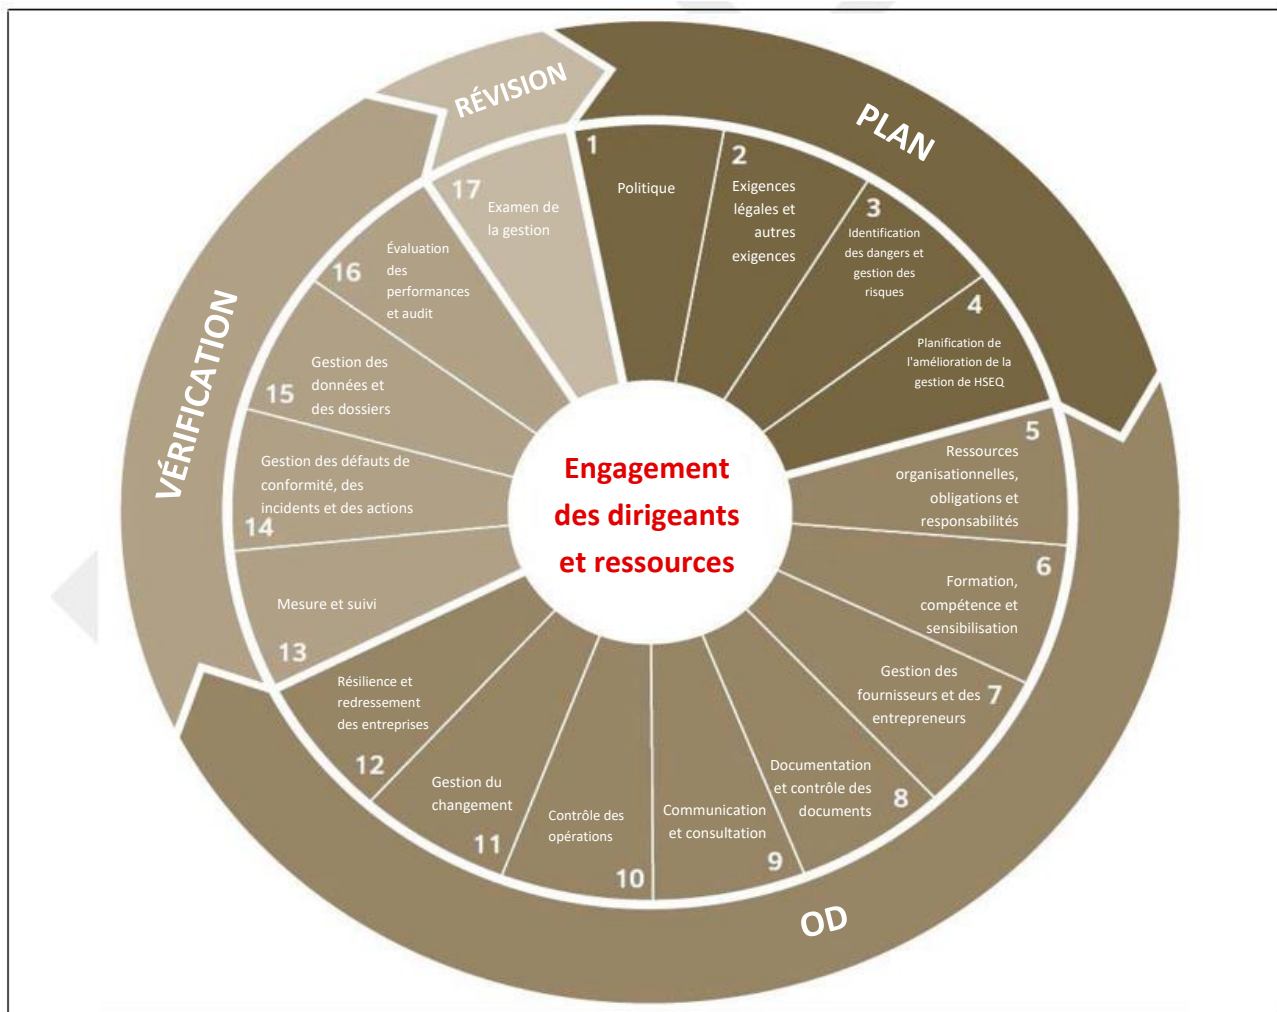 RÉVISION
PLAN
VÉRIFICATION
OD
1
Politique
2
Exigences
légales et
autres
exigences
3
Identification
des dangers et
gestion des
risques
4
Planification de
l'amélioration de la
gestion de HSEQ
5
Ressources
organisationnelles,
obligations et
responsabilités
6
Formation,
compétence et
sensibilisation
7
Gestion des
fournisseurs et des
entrepreneurs
8
Documentation
et contrôle des
documents
9
Communication
et consultation
10
Contrôle des
opérations
11
Gestion du
changement
12
Résilience et
redressement
des entreprises
13
Mesure et suivi
14
Gestion des défauts de
conformité, des
incidents et des actions
15
Gestion des
données et
des dossiers
16
Évaluation
des
performances
et audit
17
Examen de
la gestion
Engagement
des dirigeants
et ressources